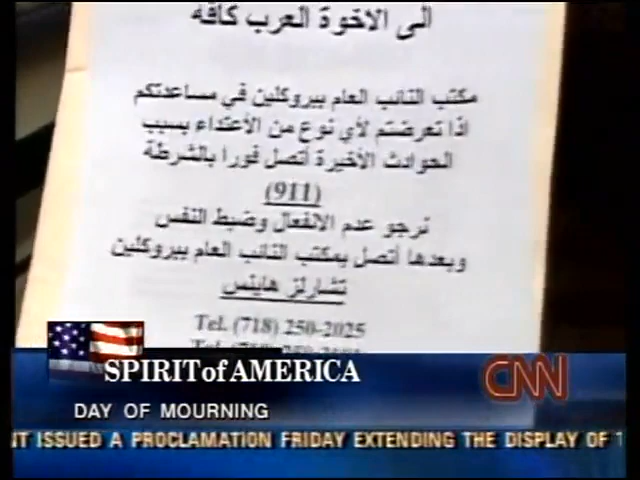 الى الاخوة العرب كافة
مكتب النائب العام ببروكلين في مساعدتكم
اذا تعرضتم لأي نوع من الأعتداء بسبب
الحوادث الأخيرة أتصل فورا بالشرطة
(911)
نرجو عدم الانفعال وضبط النفس
وبعدها أتصل بمكتب النائب العام ببروكلين
تشارلز هاينس
Tel. (718) 250-2025
SPIRIT of AMERICA
CNN
DAY OF MOURNING
NT ISSUED A PROCLAMATION FRIDAY EXTENDING THE DISPLAY OF